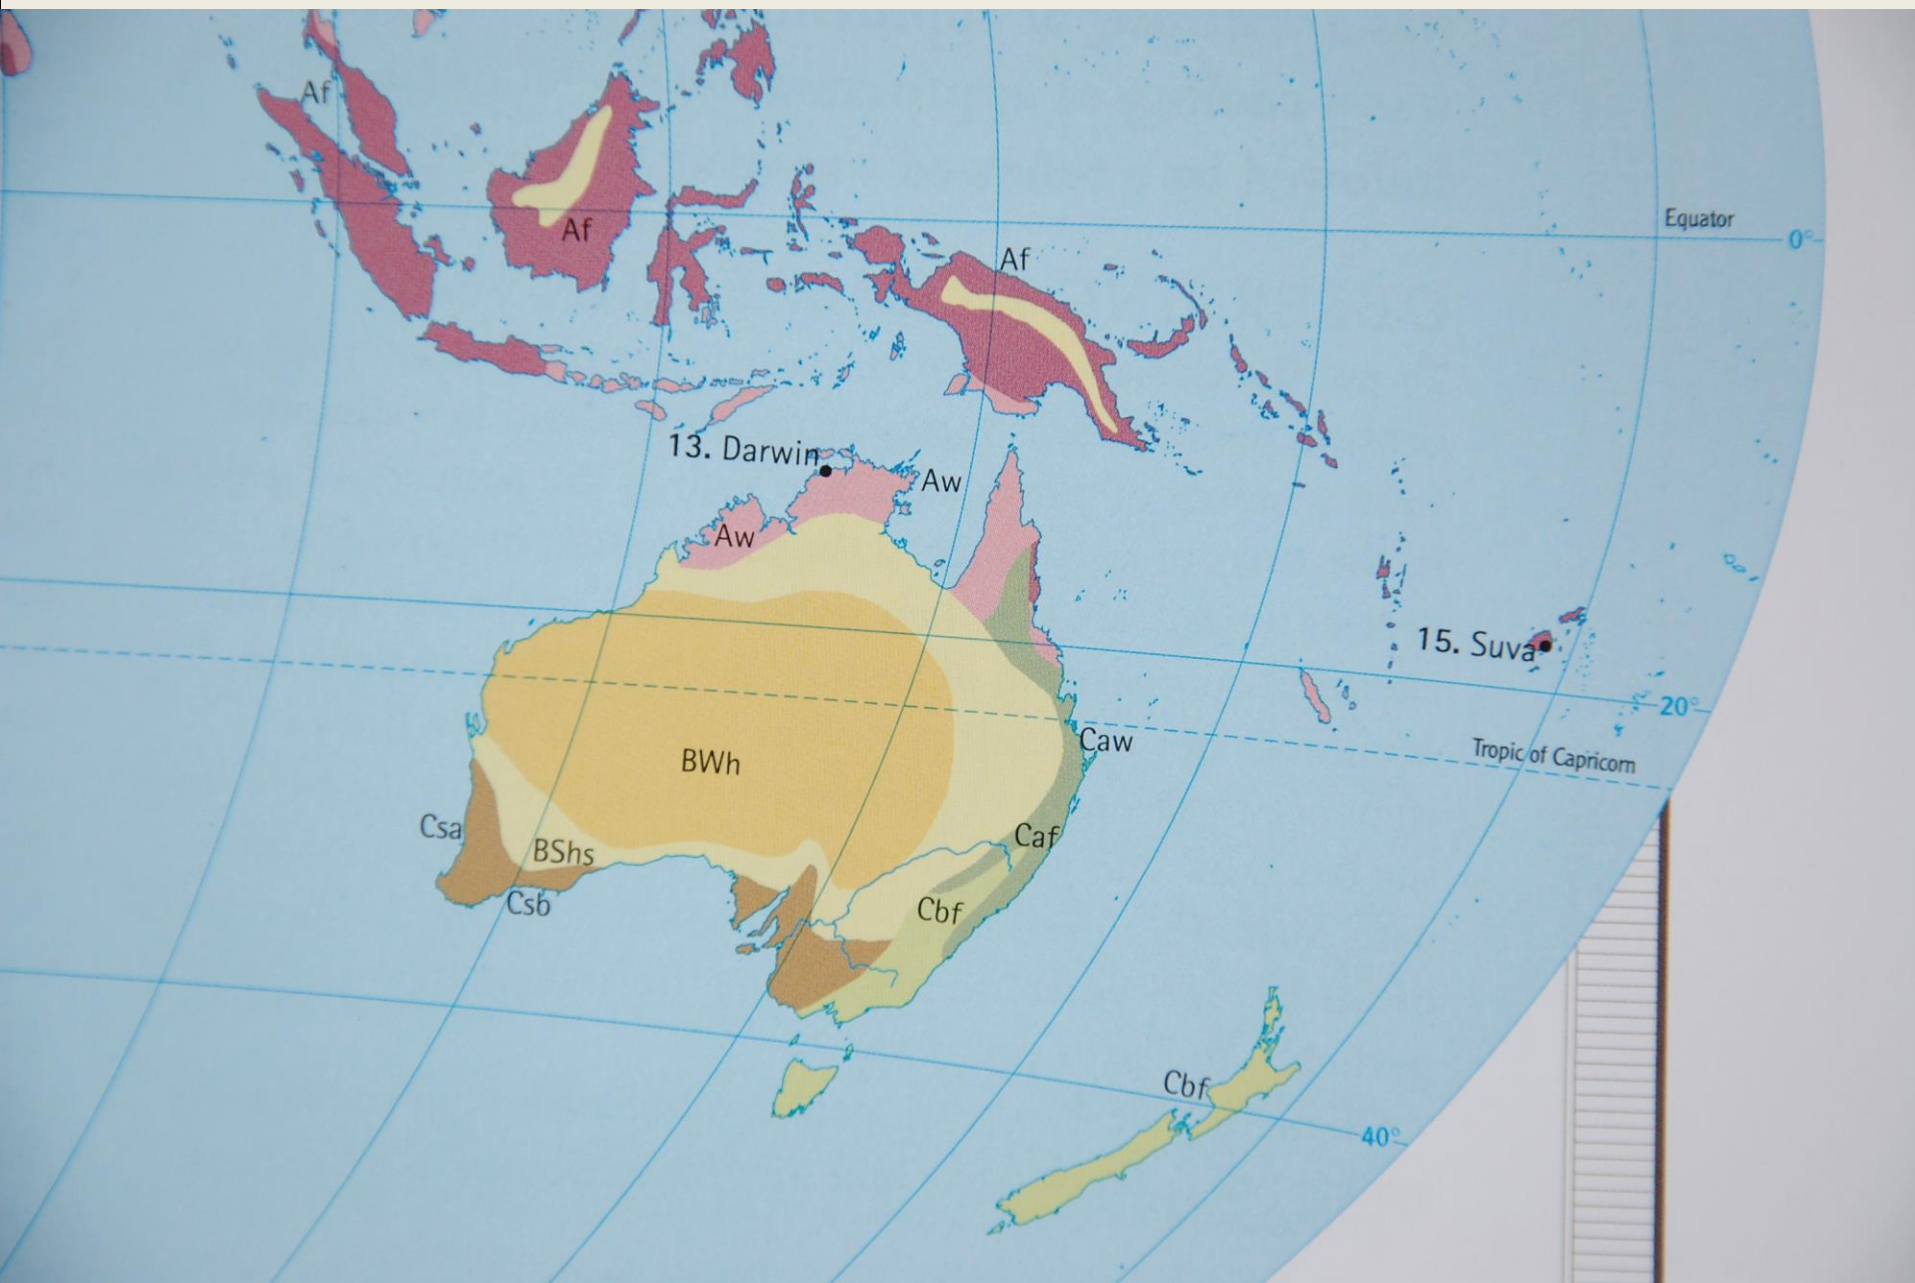 Af
Af
Equator
0°
Af
13. Darwin
Aw
Aw
15. Suva
20°
Caw
Tropic of Capricorn
BWh
Csa
BShs
Caf
Csb
Cbf
Cbf
40°